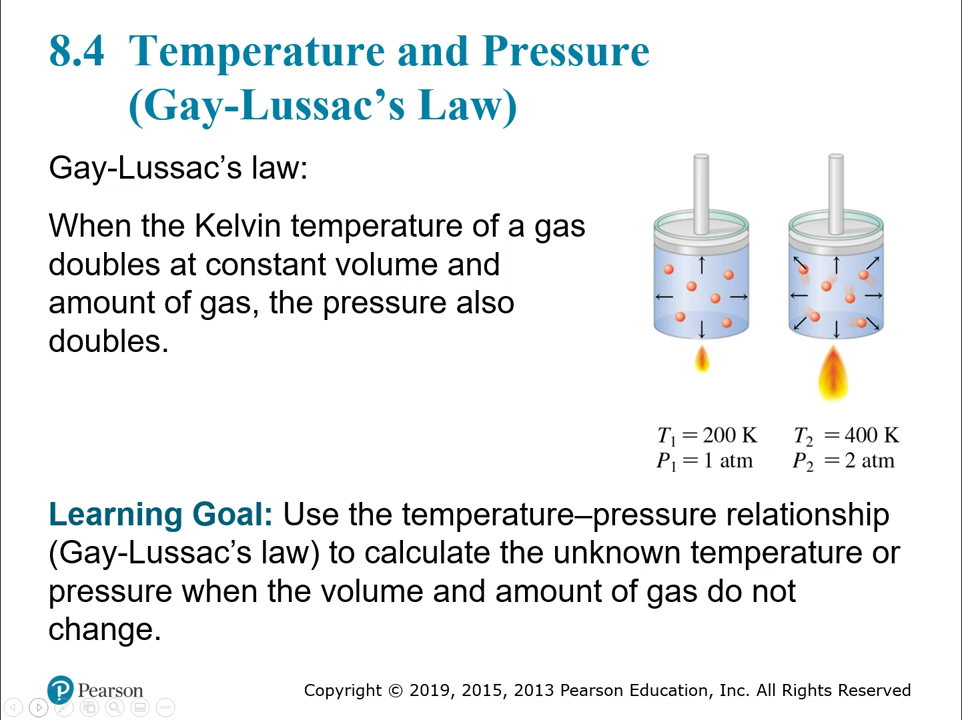 8.4 Temperature and Pressure
(Gay-Lussac’s Law)
Gay-Lussac’s law:
When the Kelvin temperature of a gas
doubles at constant volume and
amount of gas, the pressure also
doubles.
T₁ = 200 K
P₁ = 1 atm
T₂ = 400 K
P₂ = 2 atm
Learning Goal: Use the temperature–pressure relationship
(Gay-Lussac’s law) to calculate the unknown temperature or
pressure when the volume and amount of gas do not
change.
P Pearson
Copyright © 2019, 2015, 2013 Pearson Education, Inc. All Rights Reserved